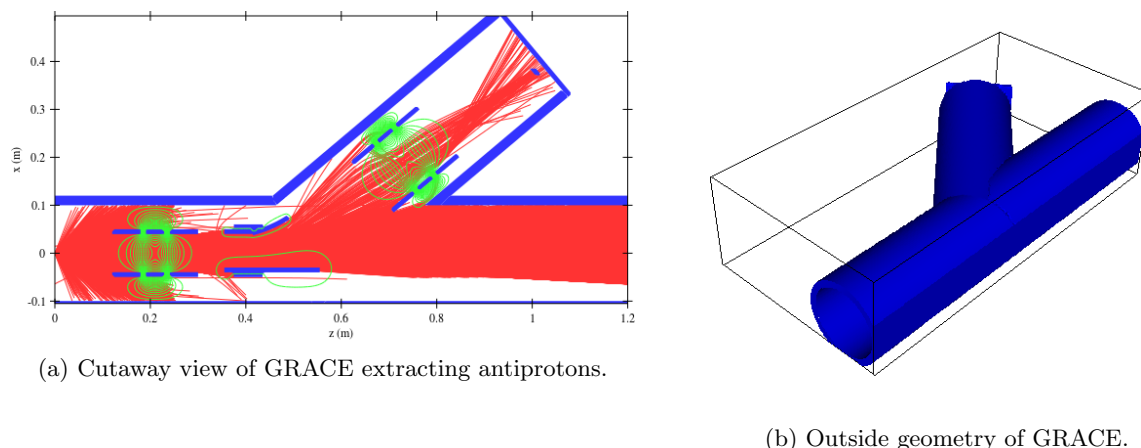 0.4
0.3
0.2
0.1
0
-0.1
x (m)
0 0.2 0.4 0.6 0.8 1 1.2
z (m)
(a) Cutaway view of GRACE extracting antiprotons.
(b) Outside geometry of GRACE.